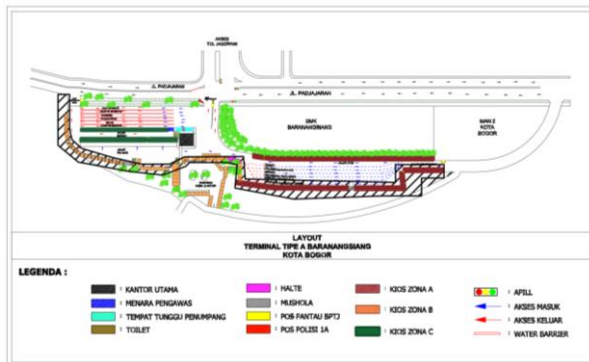 AKSES
TOL JAGORAWI
JL PADJAJARAN
JL. PADJAJARAN
SMK
BARANANGSIANG
MAN 2
KOTA
BOGOR
LAYOUT
TERMINAL TIPE A BARANANGSIANG
KOTA BOGOR
LEGENDA :
: KANTOR UTAMA
: MENARA PENGAWAS
: TEMPAT TUNGGU PENUMPANG
: TOILET
: HALTE
: MUSHOLA
: POS PANTAU BPTJ
: POS POLISI 1A
: KIOS ZONA A
: KIOS ZONA B
: KIOS ZONA C
: APILL
: AKSES MASUK
: AKSES KELUAR
: WATER BARRIER